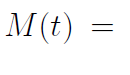 M(t) =